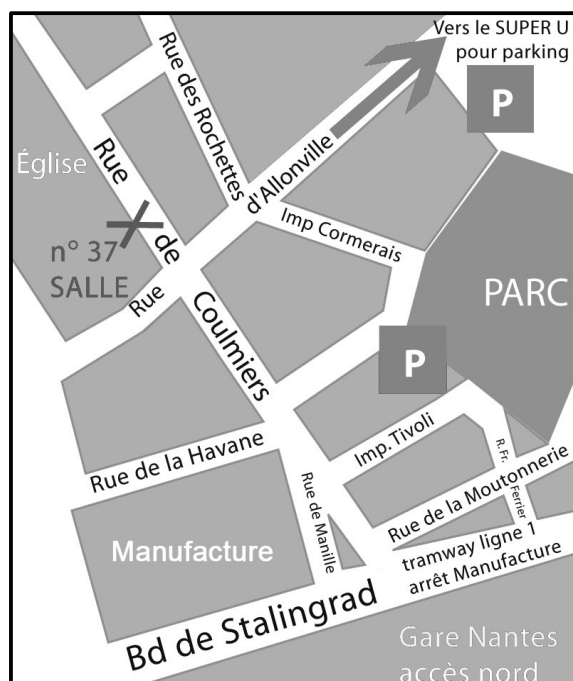 Vers le SUPER U
pour parking
P
Rue des Rochettes
Église
Rue de Coulmiers
Rue d'Allonville
Imp Cormerais
n° 37
SALLE
PARC
P
Imp. Tivoli
Rue de la Havane
R. Fr. Ferrier
Rue de la Moutonnerie
Rue de Manille
Manufacture
tramway ligne 1
arrêt Manufacture
Bd de Stalingrad
Gare Nantes
accès nord